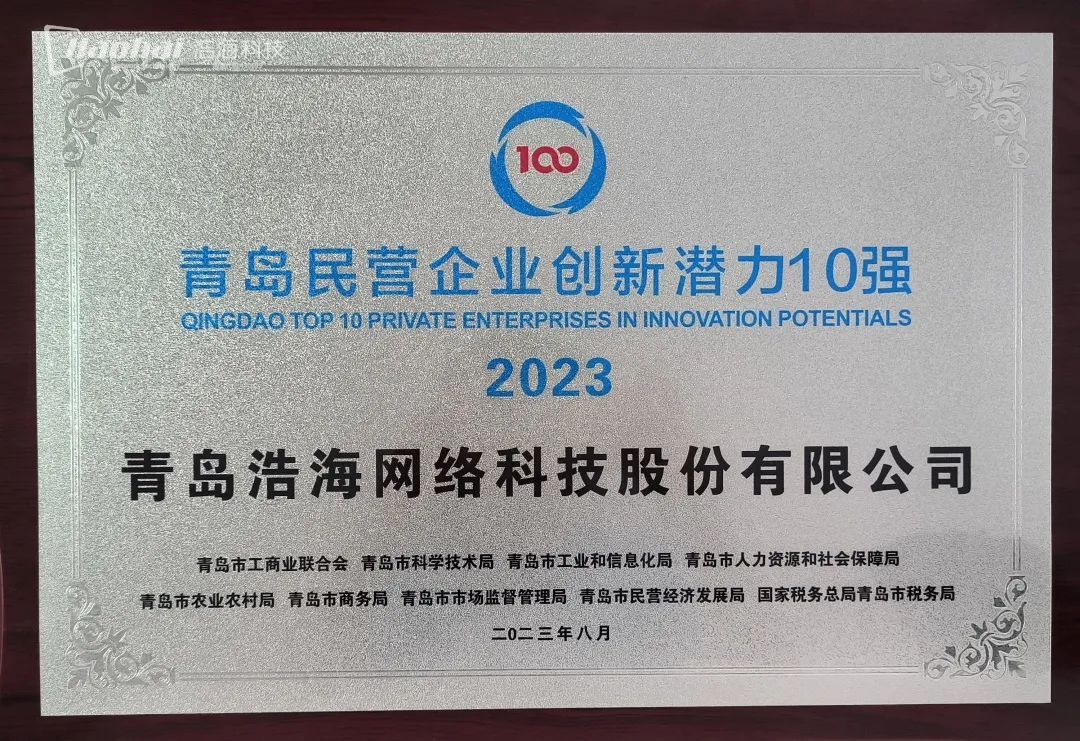 Haohai 浩海科技
100
青岛民营企业创新潜力10强
QINGDAO TOP 10 PRIVATE ENTERPRISES IN INNOVATION POTENTIALS
2023
青岛浩海网络科技股份有限公司
青岛市工商业联合会 青岛市科学技术局 青岛市工业和信息化局 青岛市人力资源和社会保障局
青岛市农业农村局 青岛市商务局 青岛市市场监督管理局 青岛市民营经济发展局 国家税务总局青岛市税务局
二0二三年八月